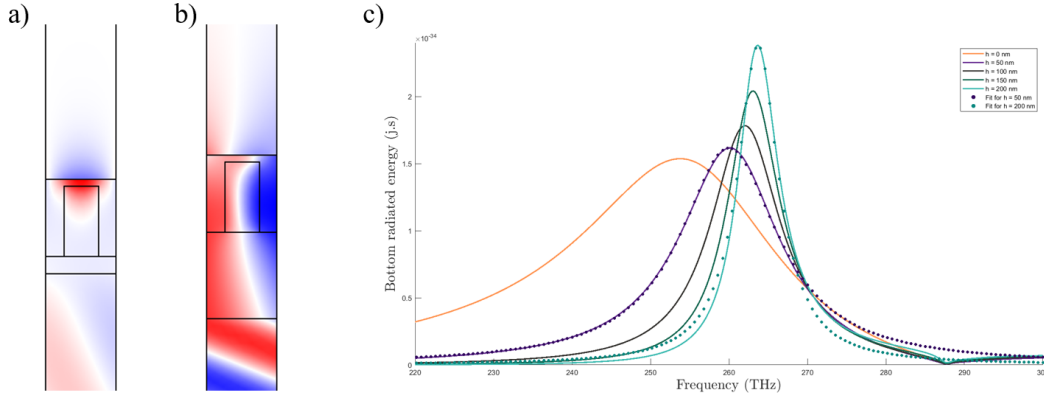 a)
b)
c)
×10⁻³⁴
2
1.5
1
0.5
0
220
230
240
250
260
270
280
290
300
Frequency (THz)
Bottom radiated energy (j.s)
h = 0 nm
h = 50 nm
h = 100 nm
h = 150 nm
h = 200 nm
Fit for h = 50 nm
Fit for h = 200 nm